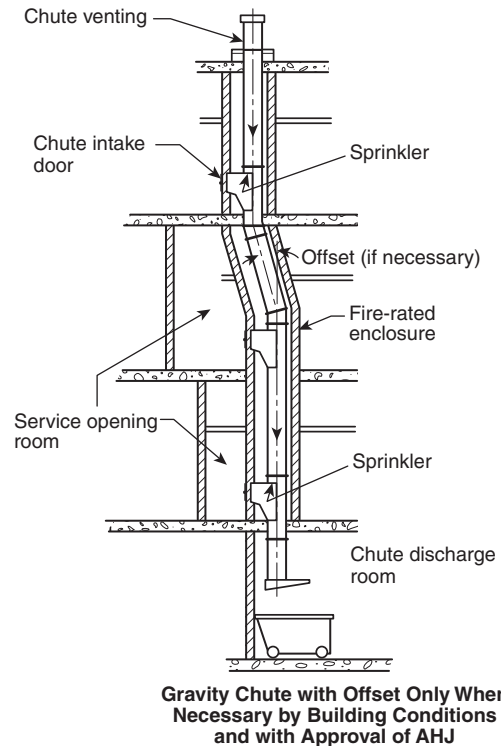 Chute venting
Chute intake
door
Sprinkler
Offset (if necessary)
Fire-rated
enclosure
Service opening
room
Sprinkler
Chute discharge
room
Gravity Chute with Offset Only When
Necessary by Building Conditions
and with Approval of AHJ